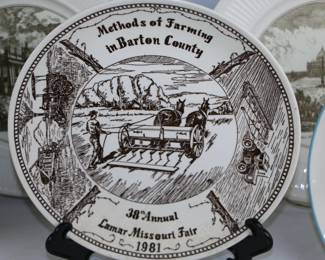 Methods of Farming
in Barton County
38th Annual
Lamar Missouri Fair
1981